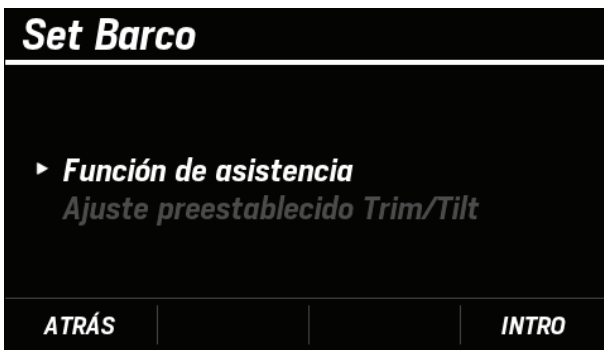 Set Barco
Función de asistencia
Ajuste preestablecido Trim/Tilt
ATRÁS
INTRO